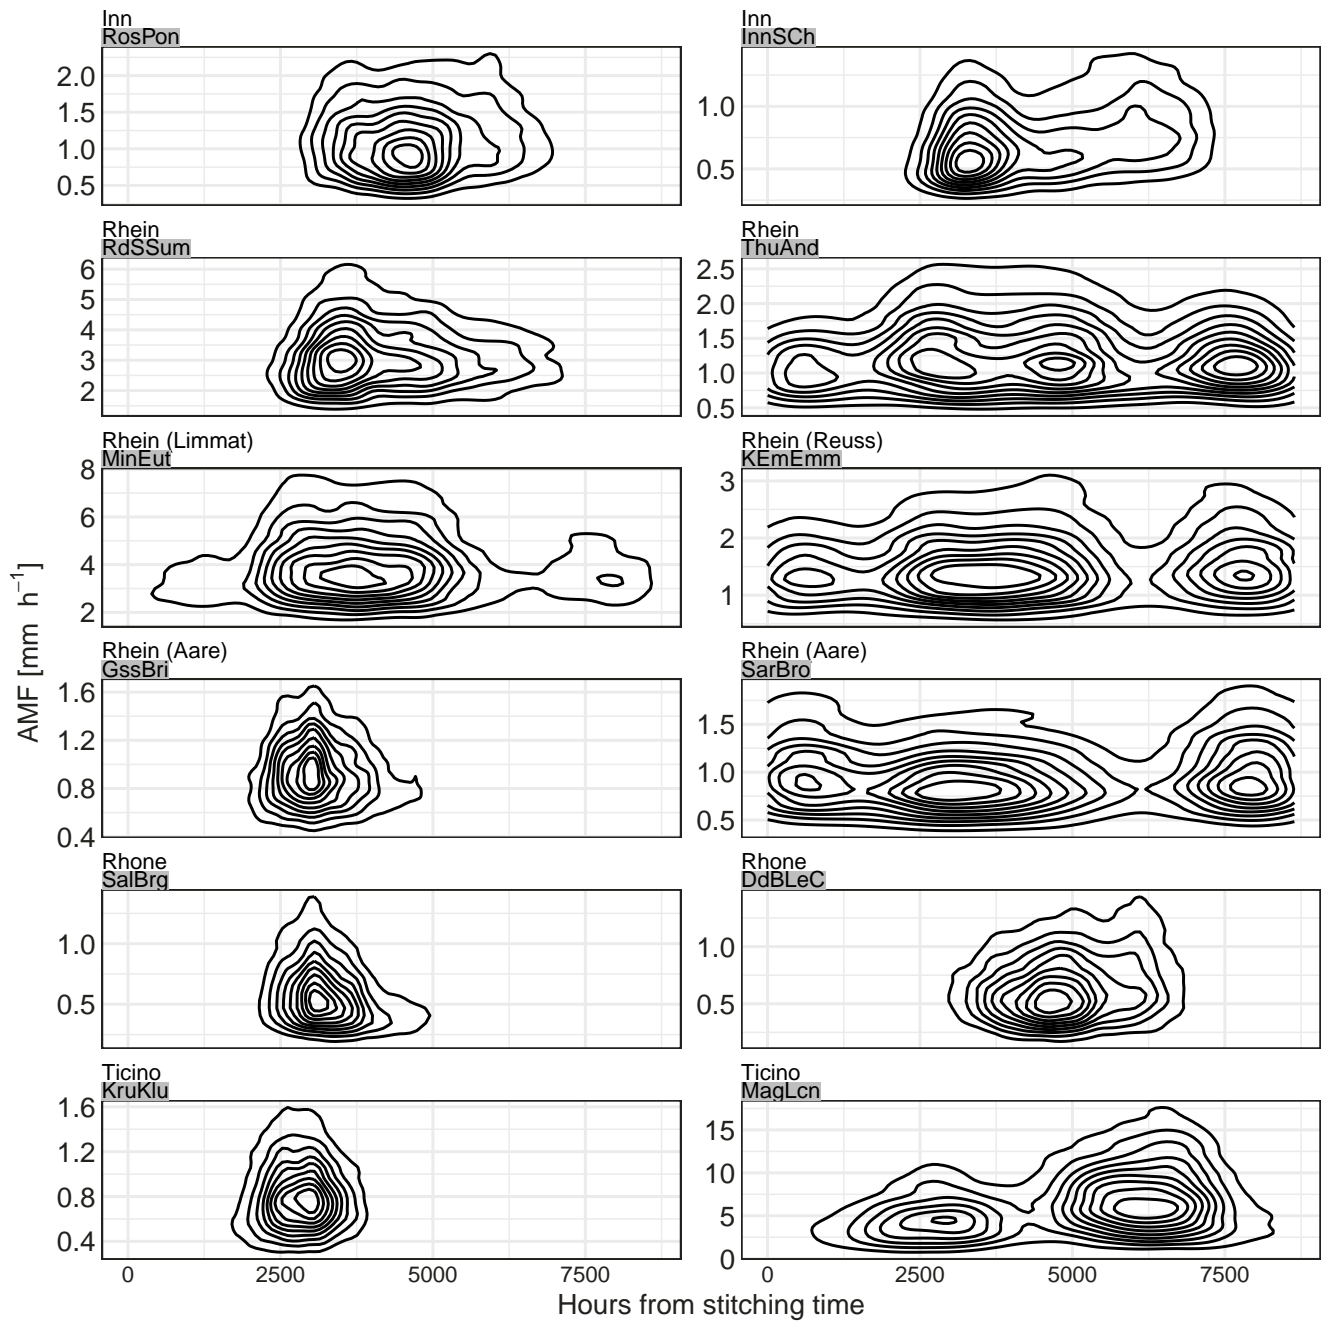 Inn
RosPon
2.0
1.5
1.0
0.5
Inn
InnSCh
1.0
0.5
Rhein
RdSSum
6
5
4
3
2
Rhein
ThuAnd
2.5
2.0
1.5
1.0
0.5
Rhein (Limmat)
MinEut
8
6
4
2
Rhein (Reuss)
KEmEmm
3
2
1
Rhein (Aare)
GssBri
1.6
1.2
0.8
0.4
Rhein (Aare)
SarBro
1.5
1.0
0.5
Rhone
SalBrg
1.0
0.5
Rhone
DdBLeC
1.0
0.5
Ticino
KruKlu
1.6
1.2
0.8
0.4
Ticino
MagLcn
15
10
5
0
0 2500 5000 7500
0 2500 5000 7500
AMF [mm h⁻¹]
Hours from stitching time